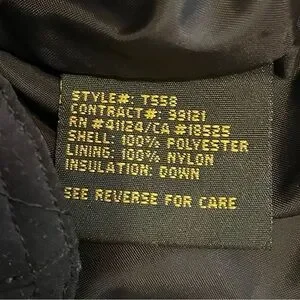 STYLE#: T558
CONTRACT#: 99121
RN #41124/CA #18525
SHELL: 100% POLYESTER
LINING: 100% NYLON
INSULATION: DOWN
SEE REVERSE FOR CARE